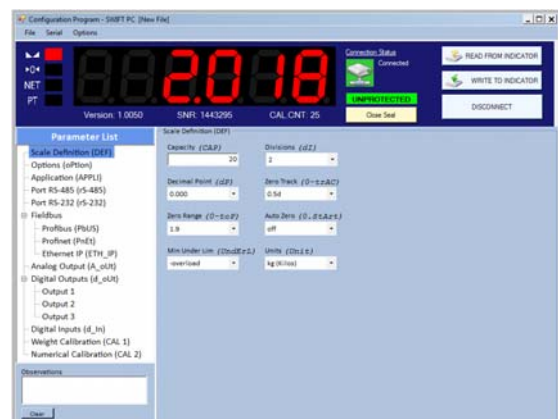 Configuration Program - SWIFT PC [New File]
File Serial Options
→0←
NET
PT
2.018
Version: 1.0050 SNR: 1443295 CAL.CNT: 25
Connection Status
Connected
UNPROTECTED
Close Seal
READ FROM INDICATOR
WRITE TO INDICATOR
DISCONNECT
Parameter List
Scale Definition (DEF)
Options (oPtIon)
Application (APPLI)
Port RS-485 (rS-485)
Port RS-232 (rS-232)
Fieldbus
Profibus (PbUS)
Profinet (PnEt)
Ethernet IP (ETH_IP)
Analog Output (A_oUt)
Digital Outputs (d_oUt)
Output 1
Output 2
Output 3
Digital Inputs (d_In)
Weight Calibration (CAL 1)
Numerical Calibration (CAL 2)
Observations
Clear
Scale Definition (DEF)
Capacity (CAP) Divisions (dI)
20 2
Decimal Point (dP) Zero Track (0-trAC)
0.000 0.5d
Zero Range (0-toP) Auto Zero (0.StArt)
1.9 off
Min Under Lim (UndErL) Units (Unit)
-overload kg (Kilos)